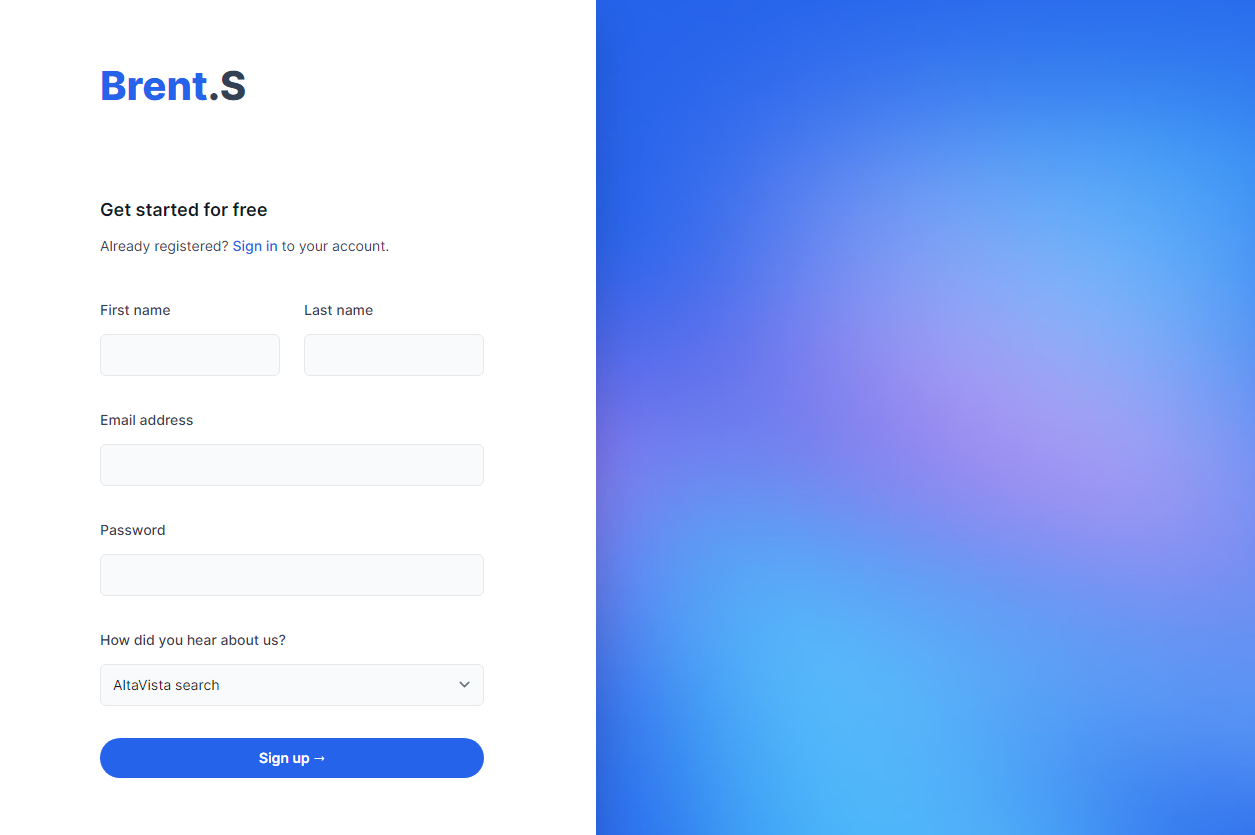 Brent.S
Get started for free
Already registered? Sign in to your account.
First name
Last name
Email address
Password
How did you hear about us?
AltaVista search
Sign up →